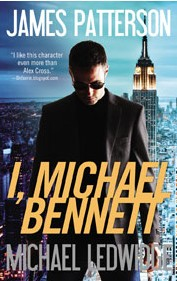 JAMES PATTERSON
"I like this
character even
more than
Alex Cross."
I, MICHAEL
BENNETT
MICHAEL LEDWIDGE